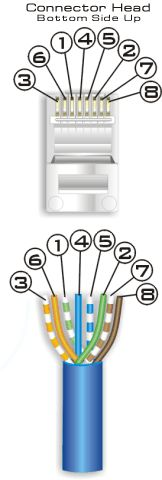 Connector Head
Bottom Side Up
3 6 1 4 5 2 7 8
3 6 1 4 5 2 7 8